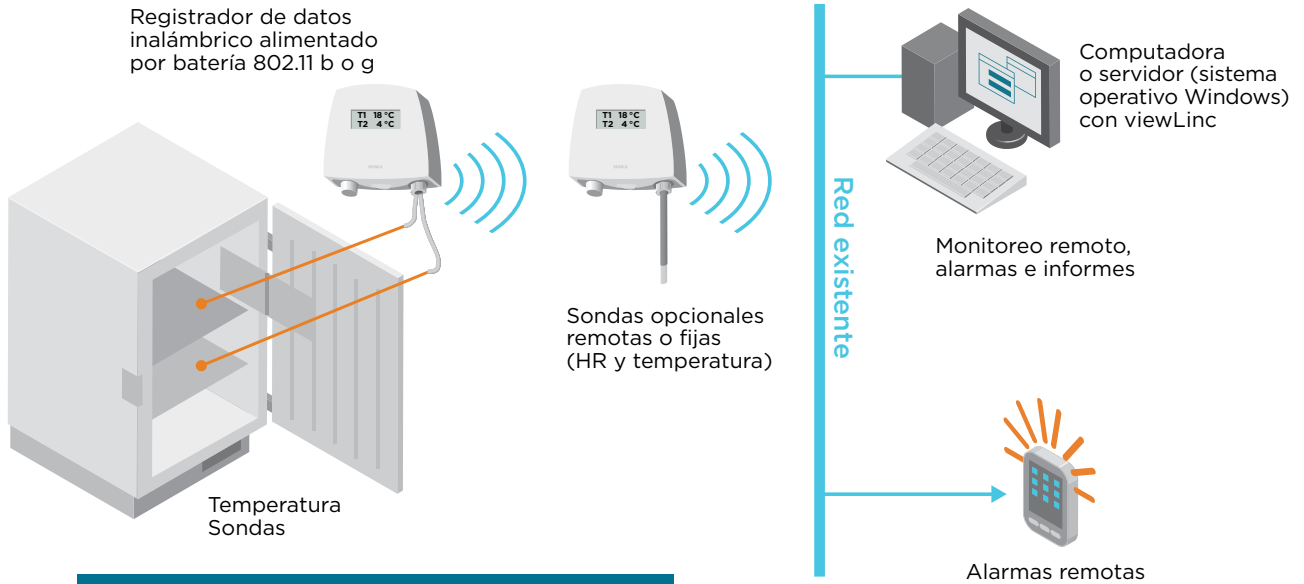 Registrador de datos
inalámbrico alimentado
por batería 802.11 b o g
T1 18 °C
T2 4 °C
T1 18 °C
T2 4 °C
Temperatura
Sondas
Sondas opcionales
remotas o fijas
(HR y temperatura)
Red existente
Computadora
o servidor (sistema
operativo Windows)
con viewLinc
Monitoreo remoto,
alarmas e informes
Alarmas remotas